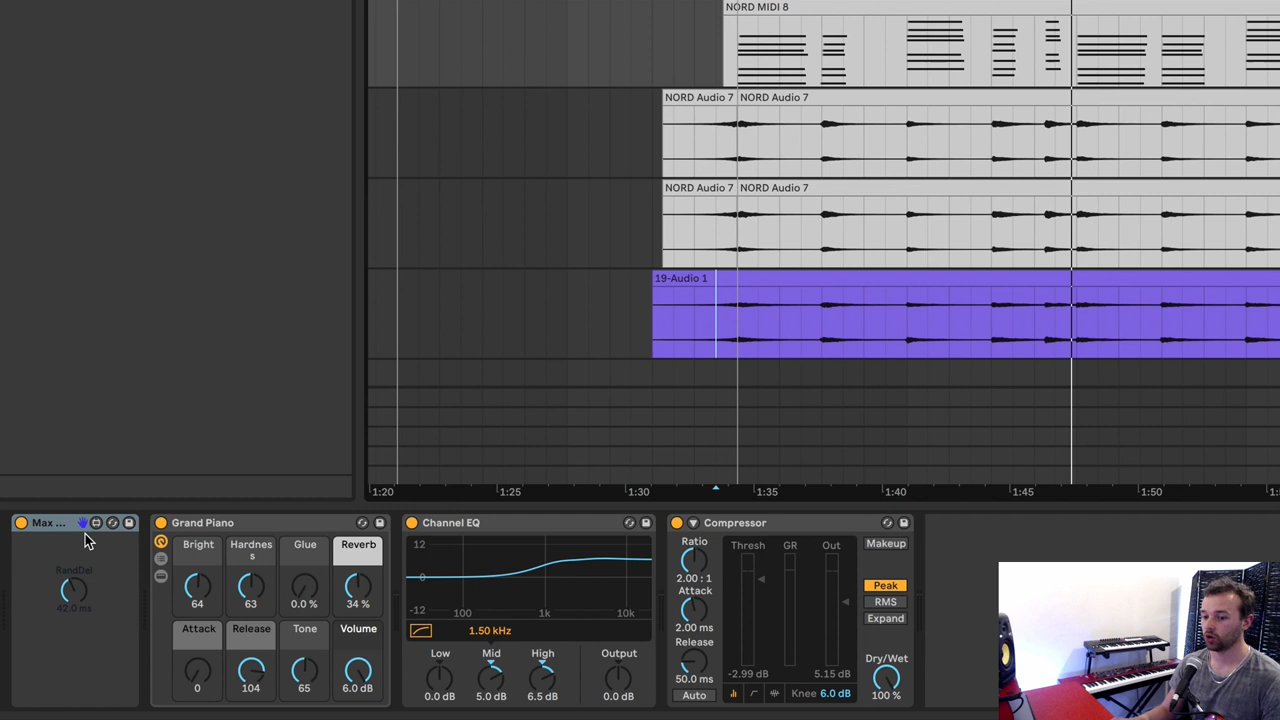 NORD MIDI 8
NORD Audio 7 NORD Audio 7
NORD Audio 7 NORD Audio 7
19-Audio 1
1:20 1:25 1:30 1:35 1:40 1:45 1:50
Max ...
RandDel
42.0 ms
Grand Piano
Bright Hardnes s Glue Reverb
64 63 0.0 % 34 %
Attack Release Tone Volume
0 104 65 6.0 dB
Channel EQ
12
0
-12 100 1k 10k
1.50 kHz
Low Mid High Output
0.0 dB 5.0 dB 6.5 dB 0.0 dB
Compressor
Ratio
2.00 : 1
Attack
2.00 ms
Release
50.0 ms
Auto
Thresh GR Out
-2.99 dB 5.15 dB
Knee 6.0 dB
Makeup
Peak
RMS
Expand
Dry/Wet
100 %